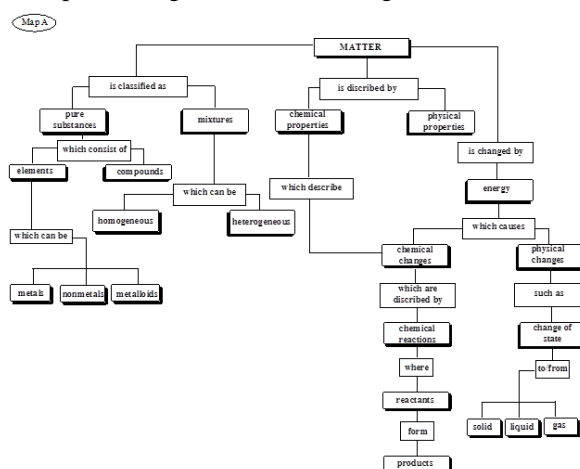 Map A
MATTER
is classified as
is discribed by
pure
substances
mixtures
chemical
properties
physical
properties
which consist of
is changed by
elements
compounds
which can be
which describe
energy
homogeneous
heterogeneous
which causes
which can be
chemical
changes
physical
changes
metals
nonmetals
metalloids
which are
discribed by
such as
chemical
reactions
change of
state
where
to/from
reactants
solid
liquid
gas
form
products